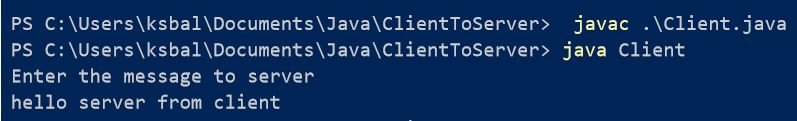 PS C:\Users\ksbal\Documents\Java\ClientToServer>  javac .\Client.java
PS C:\Users\ksbal\Documents\Java\ClientToServer> java Client
Enter the message to server
hello server from client